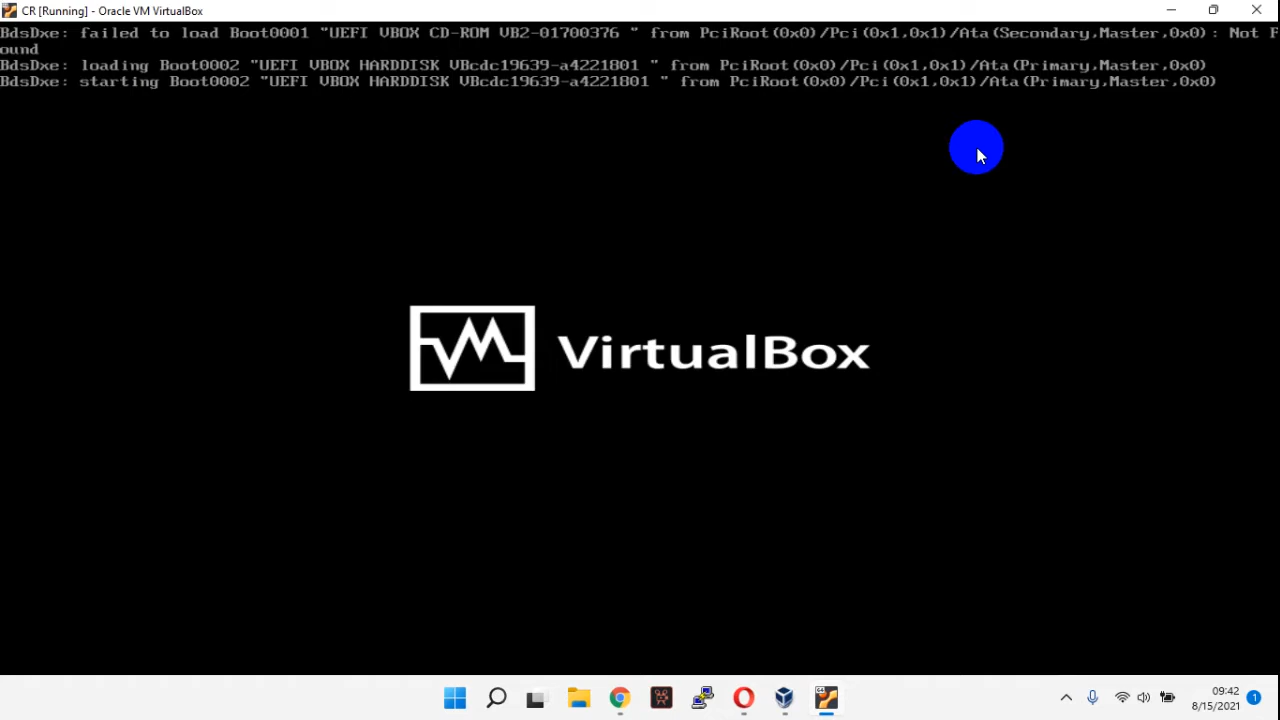 CR [Running] - Oracle VM VirtualBox
BdsDxe: failed to load Boot0001 "UEFI VBOX CD-ROM VB2-01700376 " from PciRoot(0x0)/Pci(0x1,0x1)/Ata(Secondary,Master,0x0): Not F
ound
BdsDxe: loading Boot0002 "UEFI VBOX HARDDISK VBcdc19639-a4221801 " from PciRoot(0x0)/Pci(0x1,0x1)/Ata(Primary,Master,0x0)
BdsDxe: starting Boot0002 "UEFI VBOX HARDDISK VBcdc19639-a4221801 " from PciRoot(0x0)/Pci(0x1,0x1)/Ata(Primary,Master,0x0)
VirtualBox
09:42
8/15/2021
1